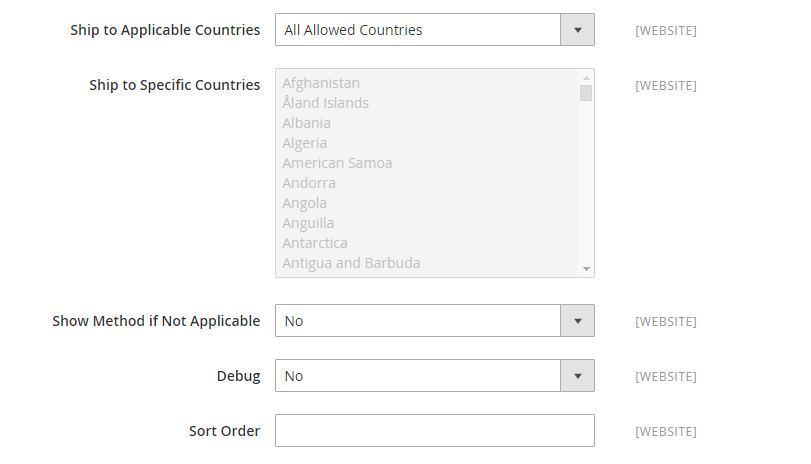 Ship to Applicable Countries All Allowed Countries [WEBSITE]
Ship to Specific Countries Afghanistan [WEBSITE]
Åland Islands
Albania
Algeria
American Samoa
Andorra
Angola
Anguilla
Antarctica
Antigua and Barbuda
Show Method if Not Applicable No [WEBSITE]
Debug No [WEBSITE]
Sort Order [WEBSITE]